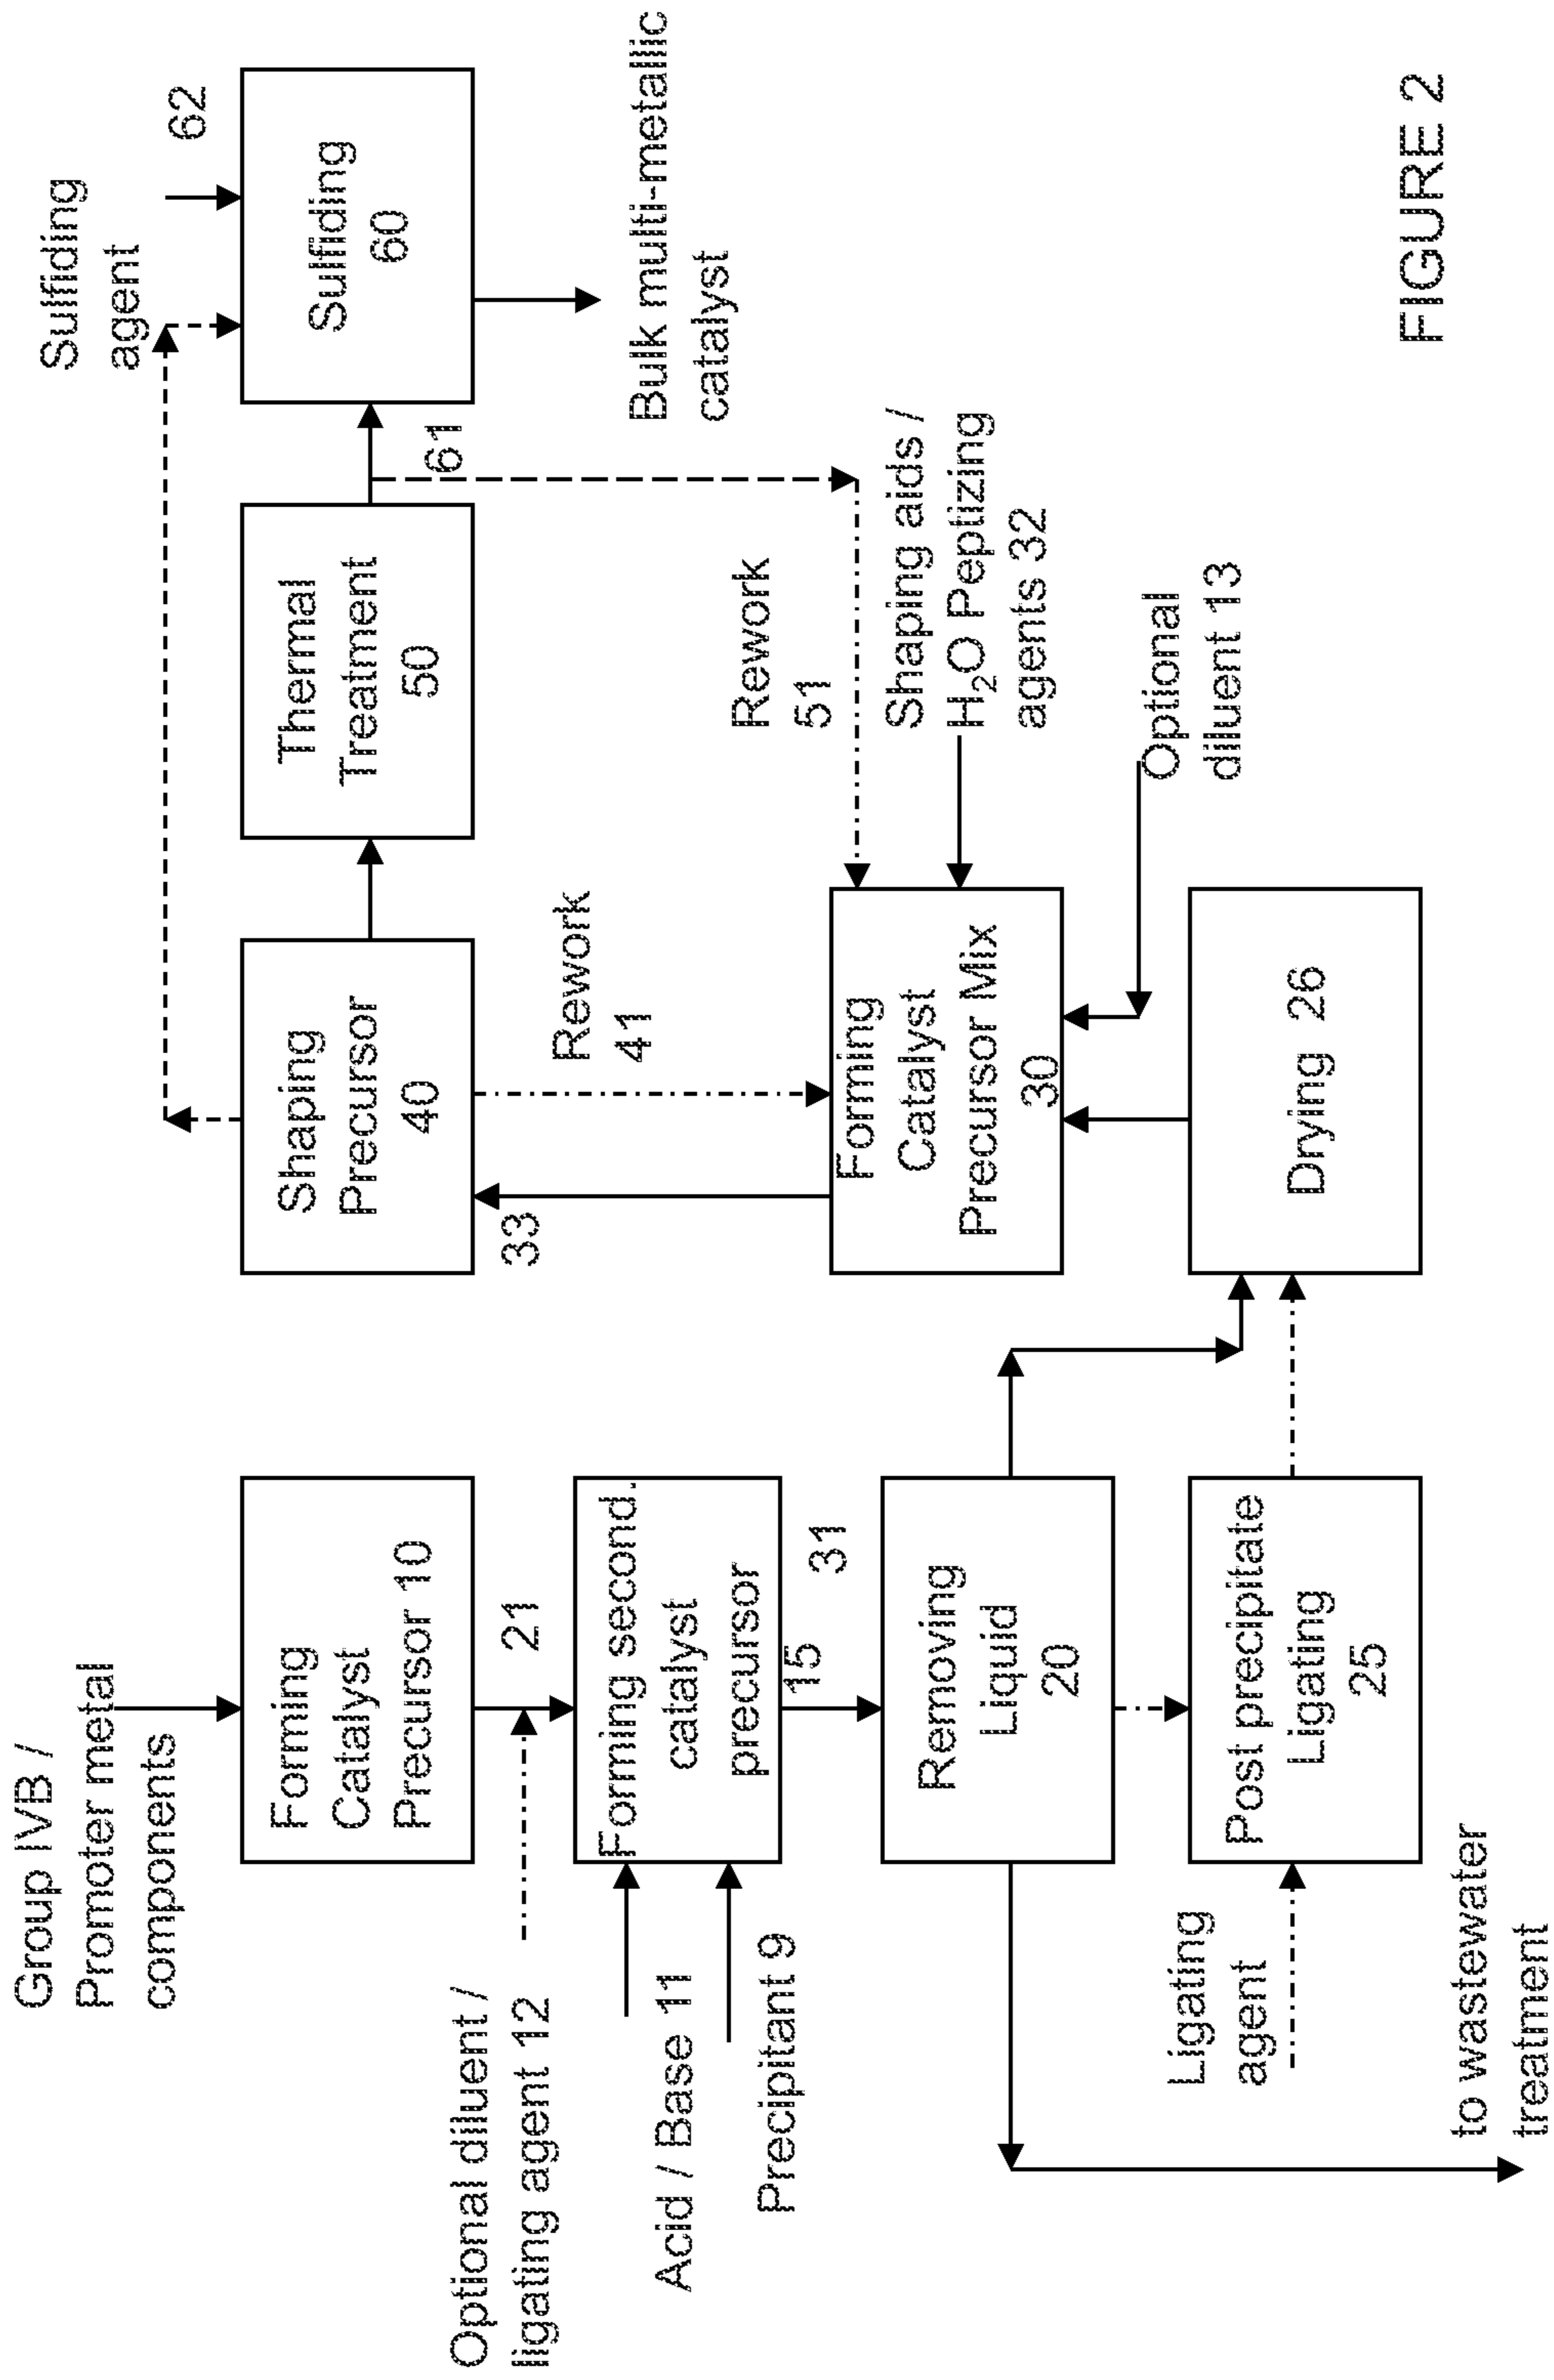 Group IVB /
Promoter metal
components
Forming
Catalyst
Precursor 10
21
Optional diluent /
ligating agent 12
Forming second.
catalyst
precursor
15
31
Acid / Base 11
Precipitant 9
Removing
Liquid
20
Post precipitate
Ligating
25
Ligating
agent
to wastewater
treatment
Drying 26
Forming
Catalyst
Precursor Mix
30
Optional
diluent 13
Shaping aids /
H₂O Peptizing
agents 32
Rework
51
Rework
41
33
Shaping
Precursor
40
Thermal
Treatment
50
61
Sulfiding
agent
62
Sulfiding
60
Bulk multi-metallic
catalyst
FIGURE 2